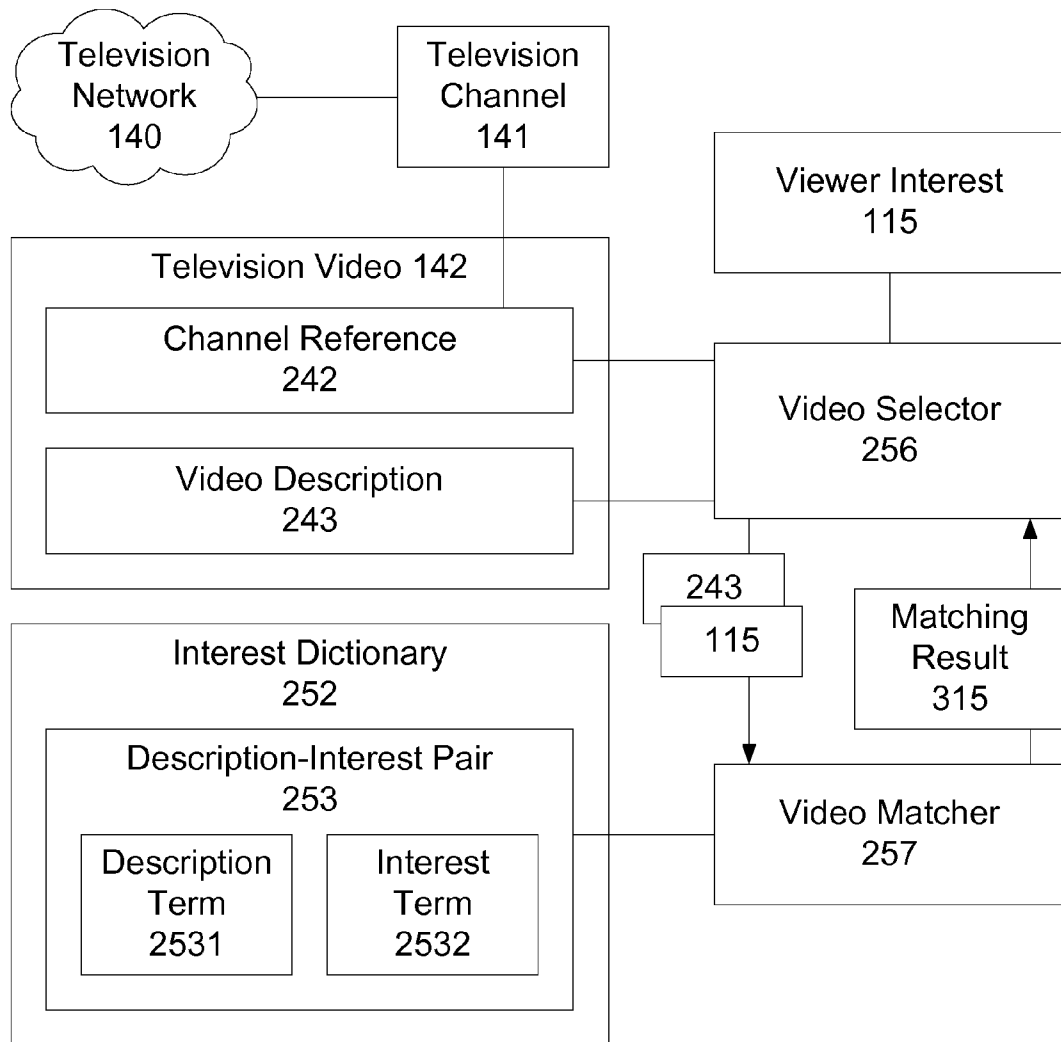 Television
Network
140
Television
Channel
141
Viewer Interest
115
Television Video 142
Channel Reference
242
Video Description
243
Video Selector
256
243
115
Matching
Result
315
Interest Dictionary
252
Description-Interest Pair
253
Description
Term
2531
Interest
Term
2532
Video Matcher
257